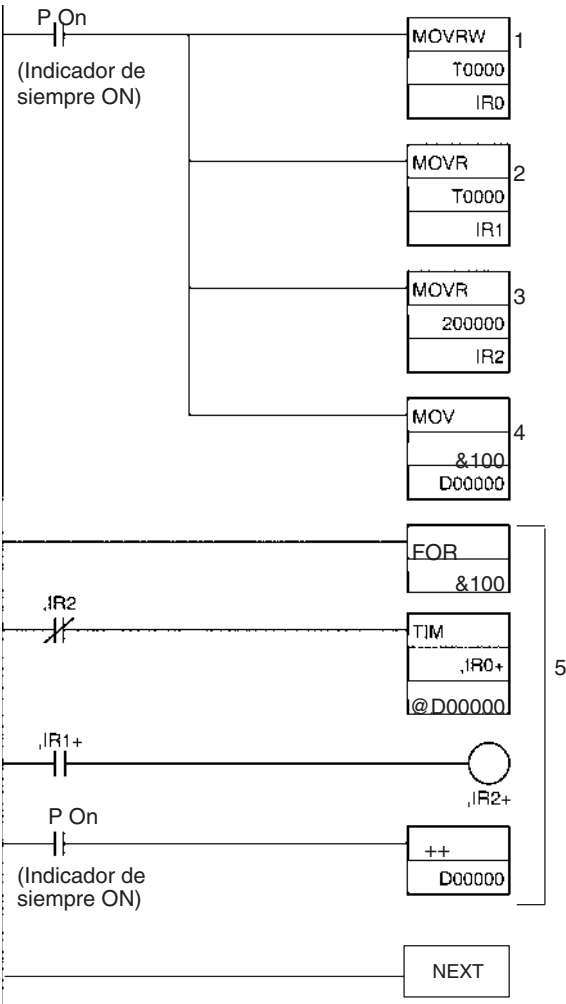 P On
(Indicador de
siempre ON)
MOVRW
T0000
IR0
1
MOVR
T0000
IR1
2
MOVR
200000
IR2
3
MOV
&100
D00000
4
FOR
&100
,IR2
TIM
,IR0+
@D00000
5
,IR1+
,IR2+
P On
(Indicador de
siempre ON)
++
D00000
NEXT